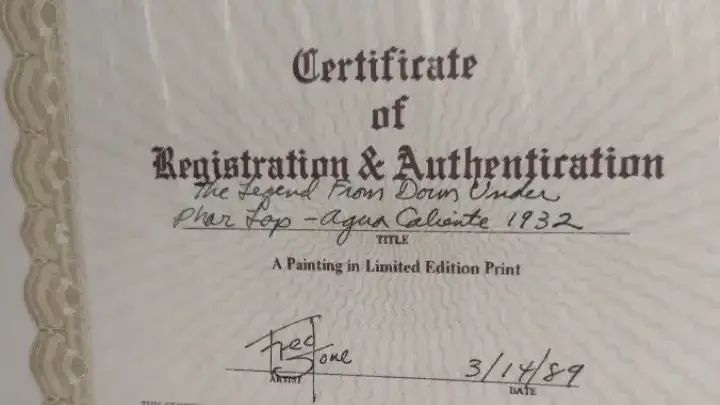 Certificate
of
Registration & Authentication
The Legend From Down Under
Phar Lap - Agua Caliente 1932
TITLE
A Painting in Limited Edition Print
Fred Stone
3/14/89
ARTIST
DATE